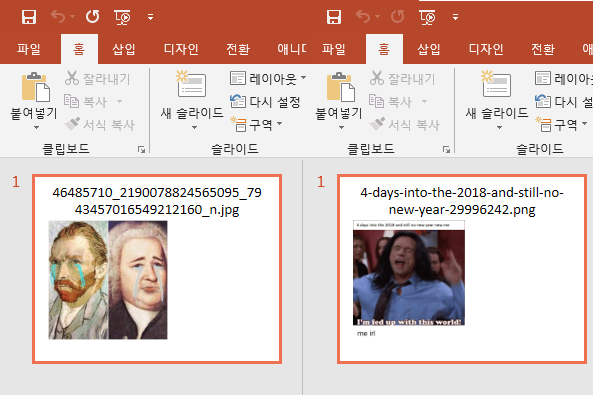 파일 홈 삽입 디자인 전환 애니메
붙여넣기
잘라내기
복사
서식 복사
클립보드
새 슬라이드
레이아웃
다시 설정
구역
슬라이드
1
46485710_2190078824565095_79
43457016549212160_n.jpg
파일 홈 삽입 디자인 전환
붙여넣기
잘라내기
복사
서식 복사
클립보드
새 슬라이드
레이아웃
다시 설정
구역
슬라이드
1
4-days-into-the-2018-and-still-no-
new-year-29996242.png
4 days into the 2018 and still no new year new me
I'm fed up with this world!
me irl